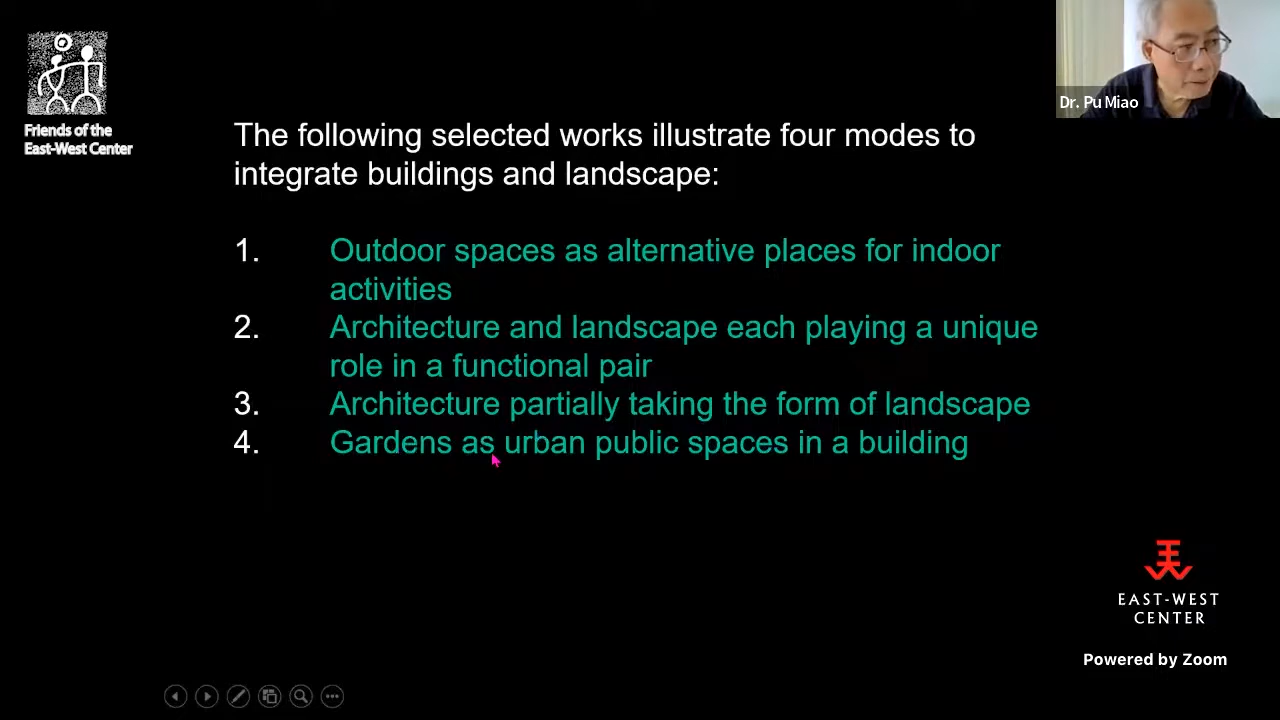 Friends of the
East-West Center
Dr. Pu Miao
The following selected works illustrate four modes to
integrate buildings and landscape:
1. Outdoor spaces as alternative places for indoor
activities
2. Architecture and landscape each playing a unique
role in a functional pair
3. Architecture partially taking the form of landscape
4. Gardens as urban public spaces in a building
EAST-WEST
CENTER
Powered by Zoom